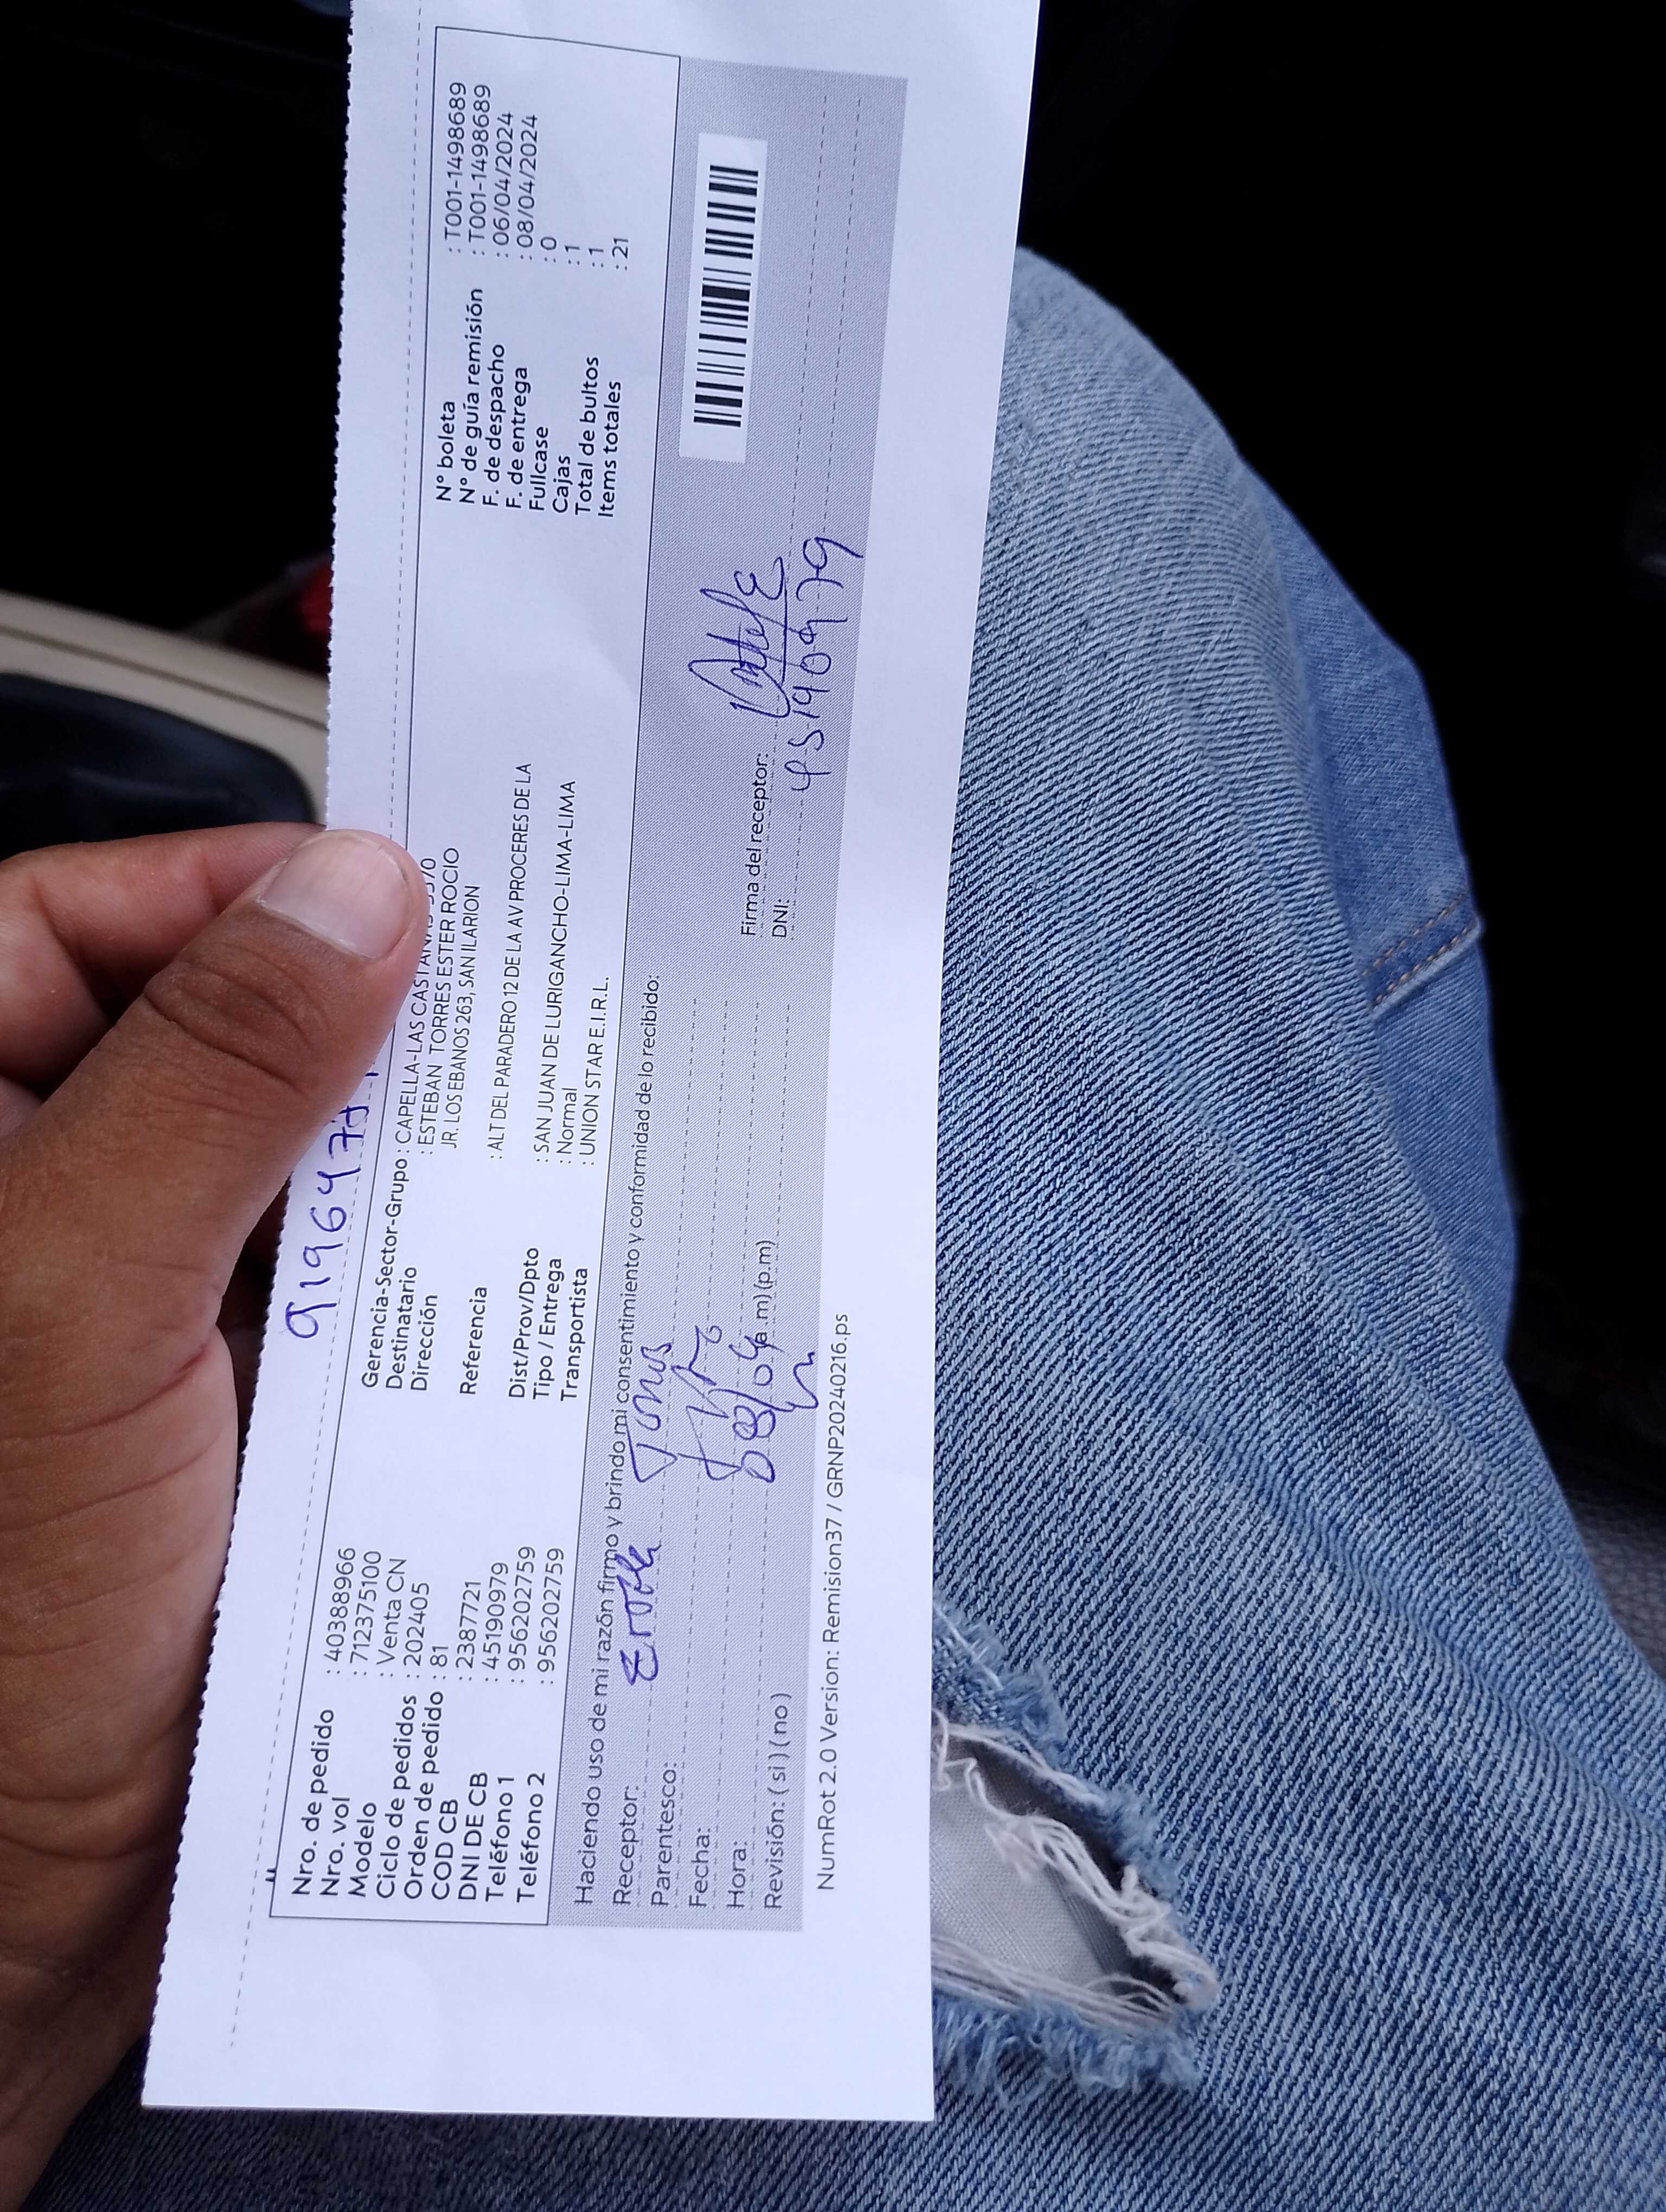 Nro. de pedido : 40388966
Nro. vol : 712375100
Modelo : Venta CN
Ciclo de pedidos : 202405
Orden de pedido : 81
COD CB : 2387721
DNI DE CB : 45190979
Teléfono 1 : 956202759
Teléfono 2 : 956202759
Gerencia-Sector-Grupo : CAPELLA-LAS
Destinatario : ESTEBAN TORRES ESTER ROCIO
Dirección JR. LOS EBANOS 263, SAN ILARION
Referencia : ALT DEL PARADERO 12 DE LA AV PROCERES DE LA
Dist/Prov/Dpto : SAN JUAN DE LURIGANCHO-LIMA-LIMA
Tipo / Entrega : Normal
Transportista : UNION STAR E.I.R.L.
N° boleta : T001-1498689
N° de guía remisión : T001-1498689
F. de despacho : 06/04/2024
F. de entrega : 08/04/2024
Fullcase : 0
Cajas : 1
Total de bultos : 1
Items totales : 21
Haciendo uso de mi razón firmo y brindo mi consentimiento y conformidad de lo recibido:
Receptor:
Parentesco:
Fecha: 08/04
Hora: (a.m) (p.m)
Revisión: ( si ) ( no )
Firma del receptor:
DNI: 45190979
NumRot 2.0 Version: Remision37 / GRNP20240216.ps